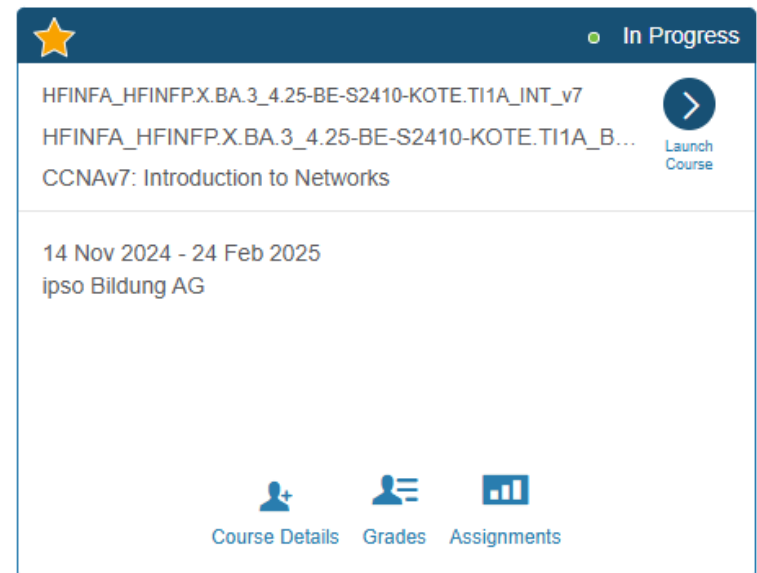 In Progress
HFINFA_HFINFP.X.BA.3_4.25-BE-S2410-KOTE.TI1A_INT_v7
HFINFA_HFINFP.X.BA.3_4.25-BE-S2410-KOTE.TI1A_B...
Launch
Course
CCNAv7: Introduction to Networks
14 Nov 2024 - 24 Feb 2025
ipso Bildung AG
Course Details Grades Assignments